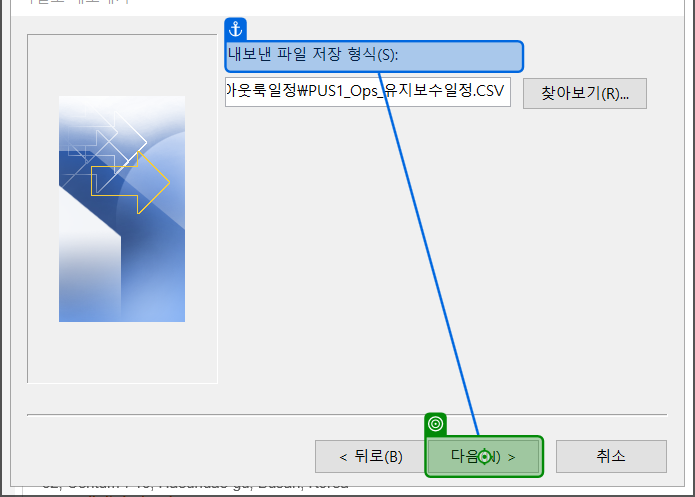 내보낸 파일 저장 형식(S):
아웃룩일정\PUS1_Ops_유지보수일정.CSV
찾아보기(R)...
< 뒤로(B)
다음(N) >
취소